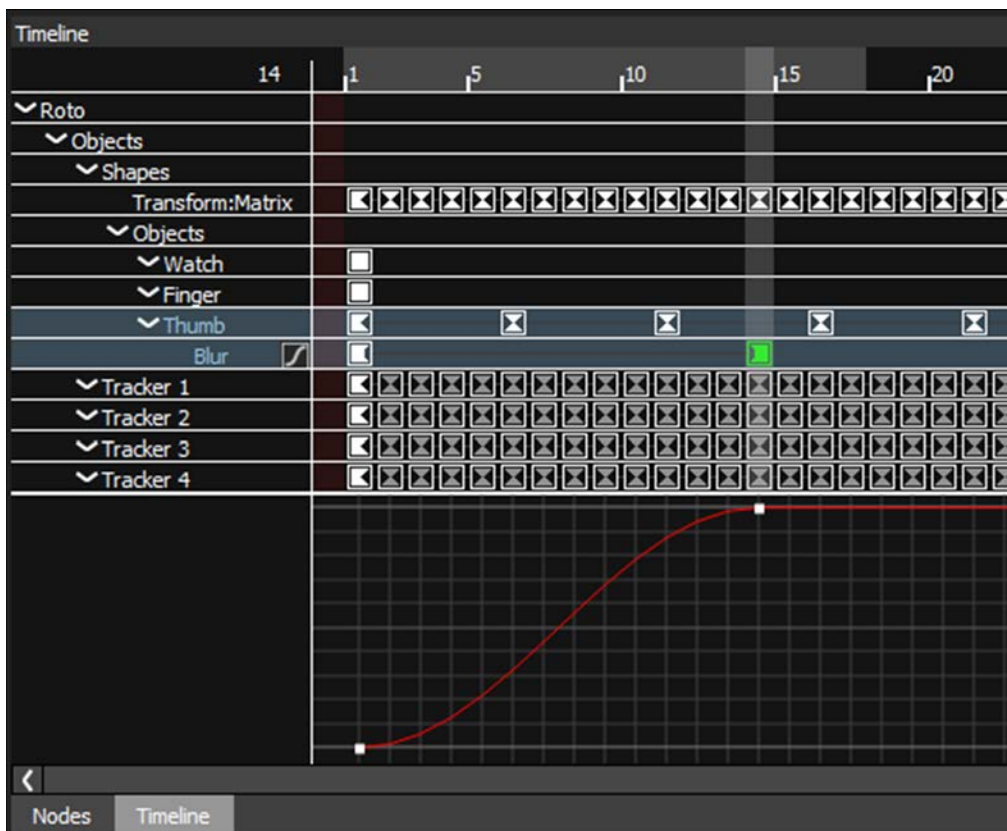 Timeline
14 1 5 10 15 20
Roto
Objects
Shapes
Transform:Matrix
Objects
Watch
Finger
Thumb
Blur
Tracker 1
Tracker 2
Tracker 3
Tracker 4
Nodes Timeline